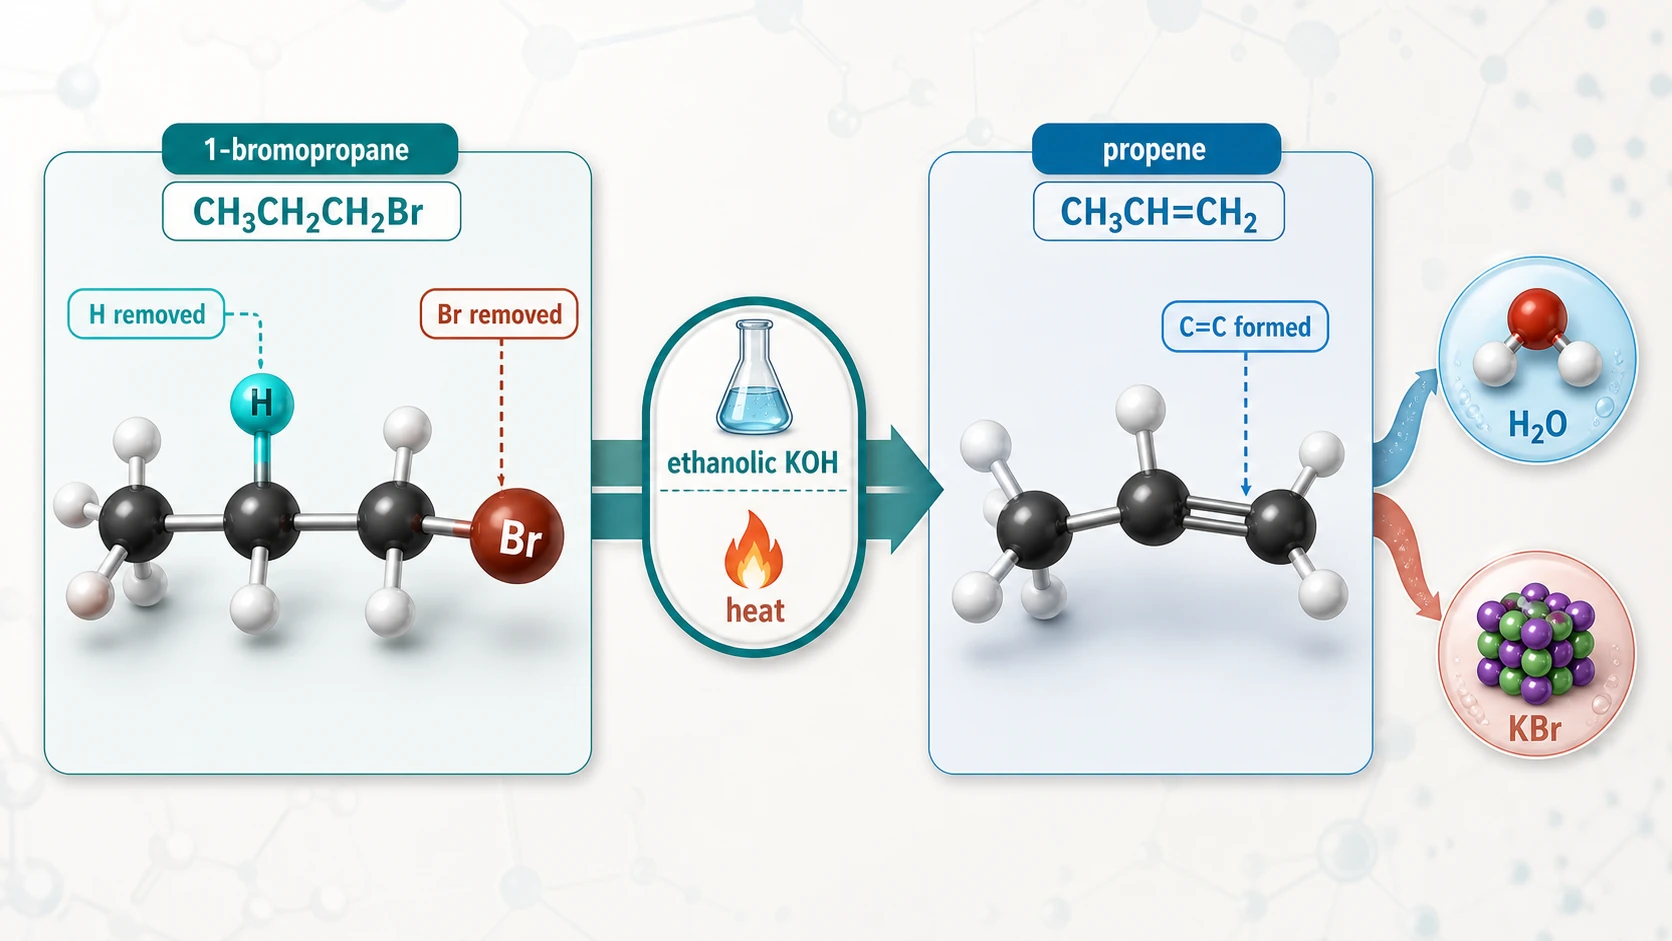 1-bromopropane
CH₃CH₂CH₂Br
H removed
Br removed
H
Br
ethanolic KOH
heat
propene
CH₃CH=CH₂
C=C formed
H₂O
KBr